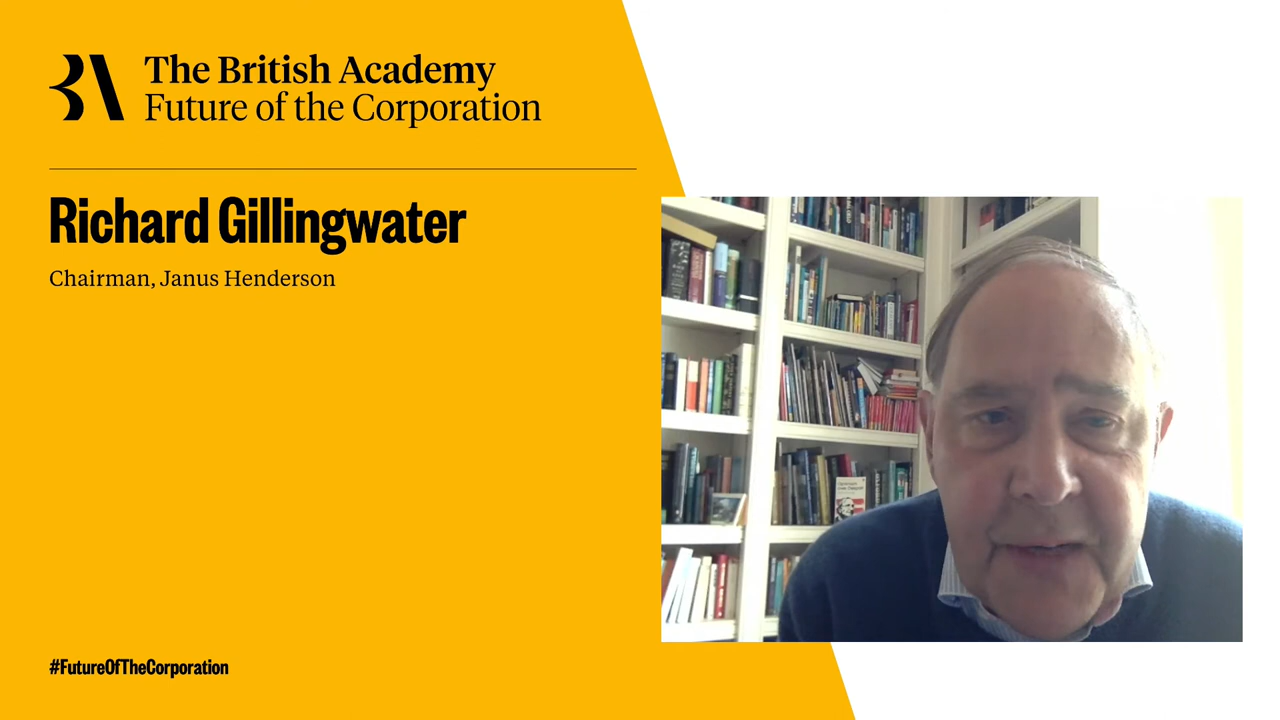 The British Academy
Future of the Corporation
Richard Gillingwater
Chairman, Janus Henderson
#FutureOfTheCorporation